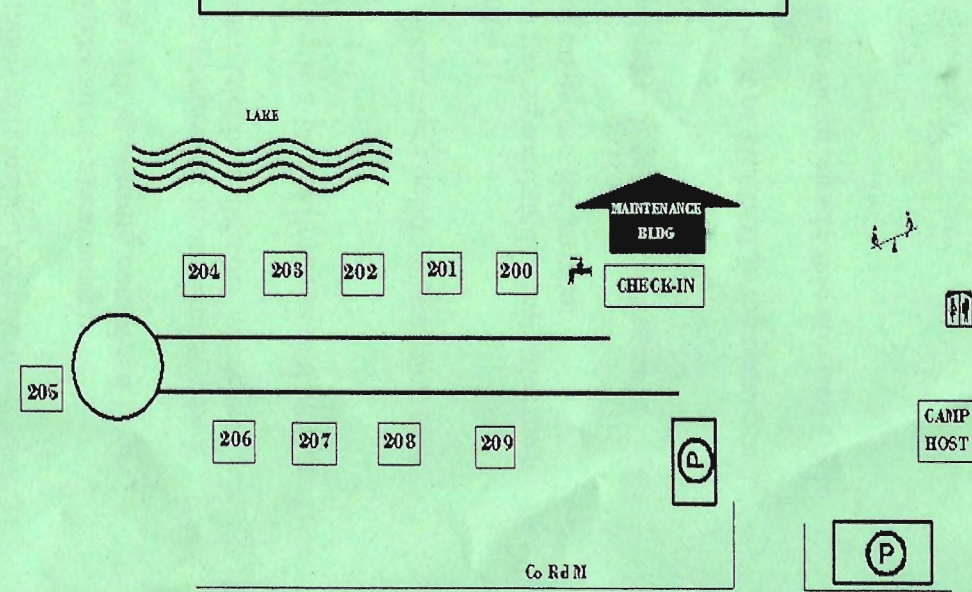 LAKE
MAINTENANCE
BLDG
204
203
202
201
200
CHECK-IN
205
206
207
208
209
CAMP
HOST
P
P
Co Rd M